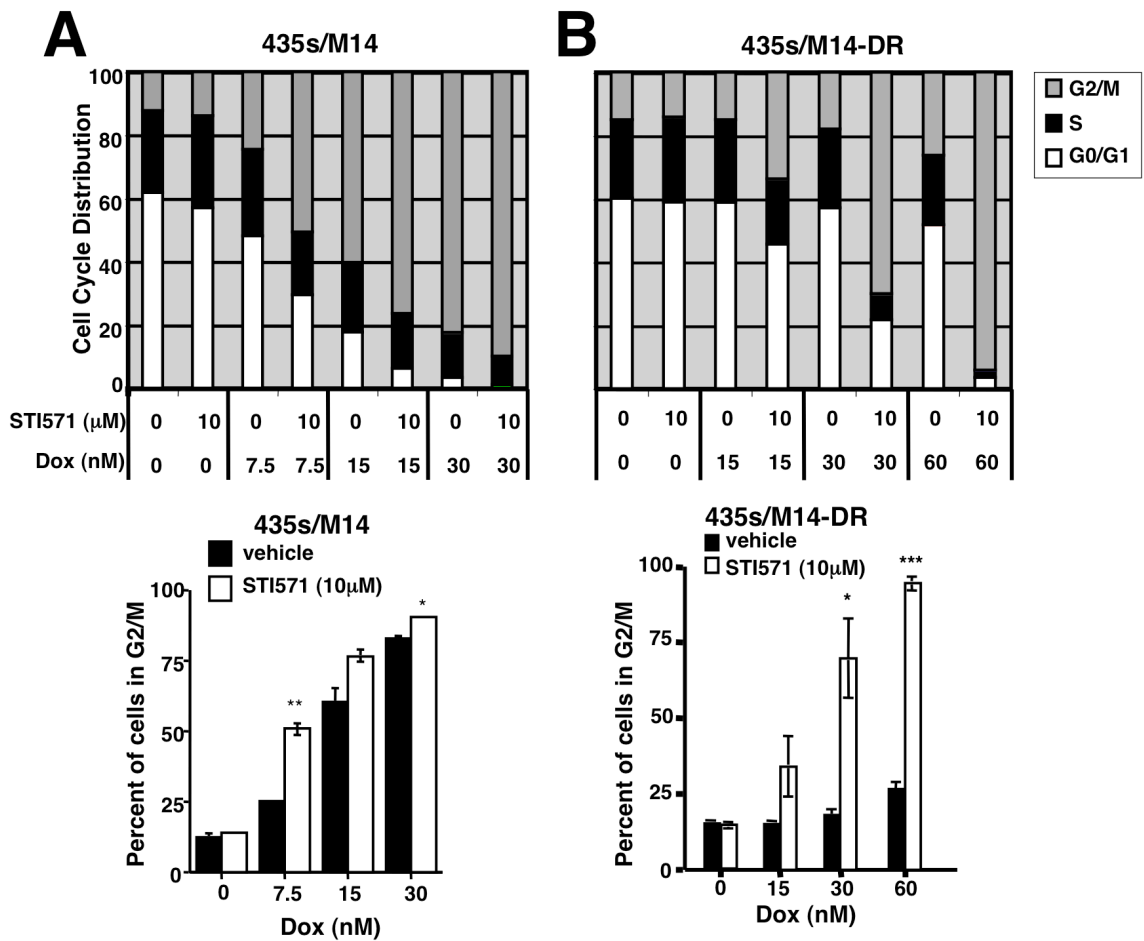 A
435s/M14
Cell Cycle Distribution
100
80
60
40
20
0
STI571 (μM) 0 10 0 10 0 10 0 10
Dox (nM) 0 0 7.5 7.5 15 15 30 30
B
435s/M14-DR
0 10 0 10 0 10 0 10
0 0 15 15 30 30 60 60
G2/M
S
G0/G1
435s/M14
vehicle
STI571 (10μM)
Percent of cells in G2/M
100
75
50
25
0
**
*
0 7.5 15 30
Dox (nM)
435s/M14-DR
vehicle
STI571 (10μM)
Percent of cells in G2/M
100
75
50
25
0
*
***
0 15 30 60
Dox (nM)